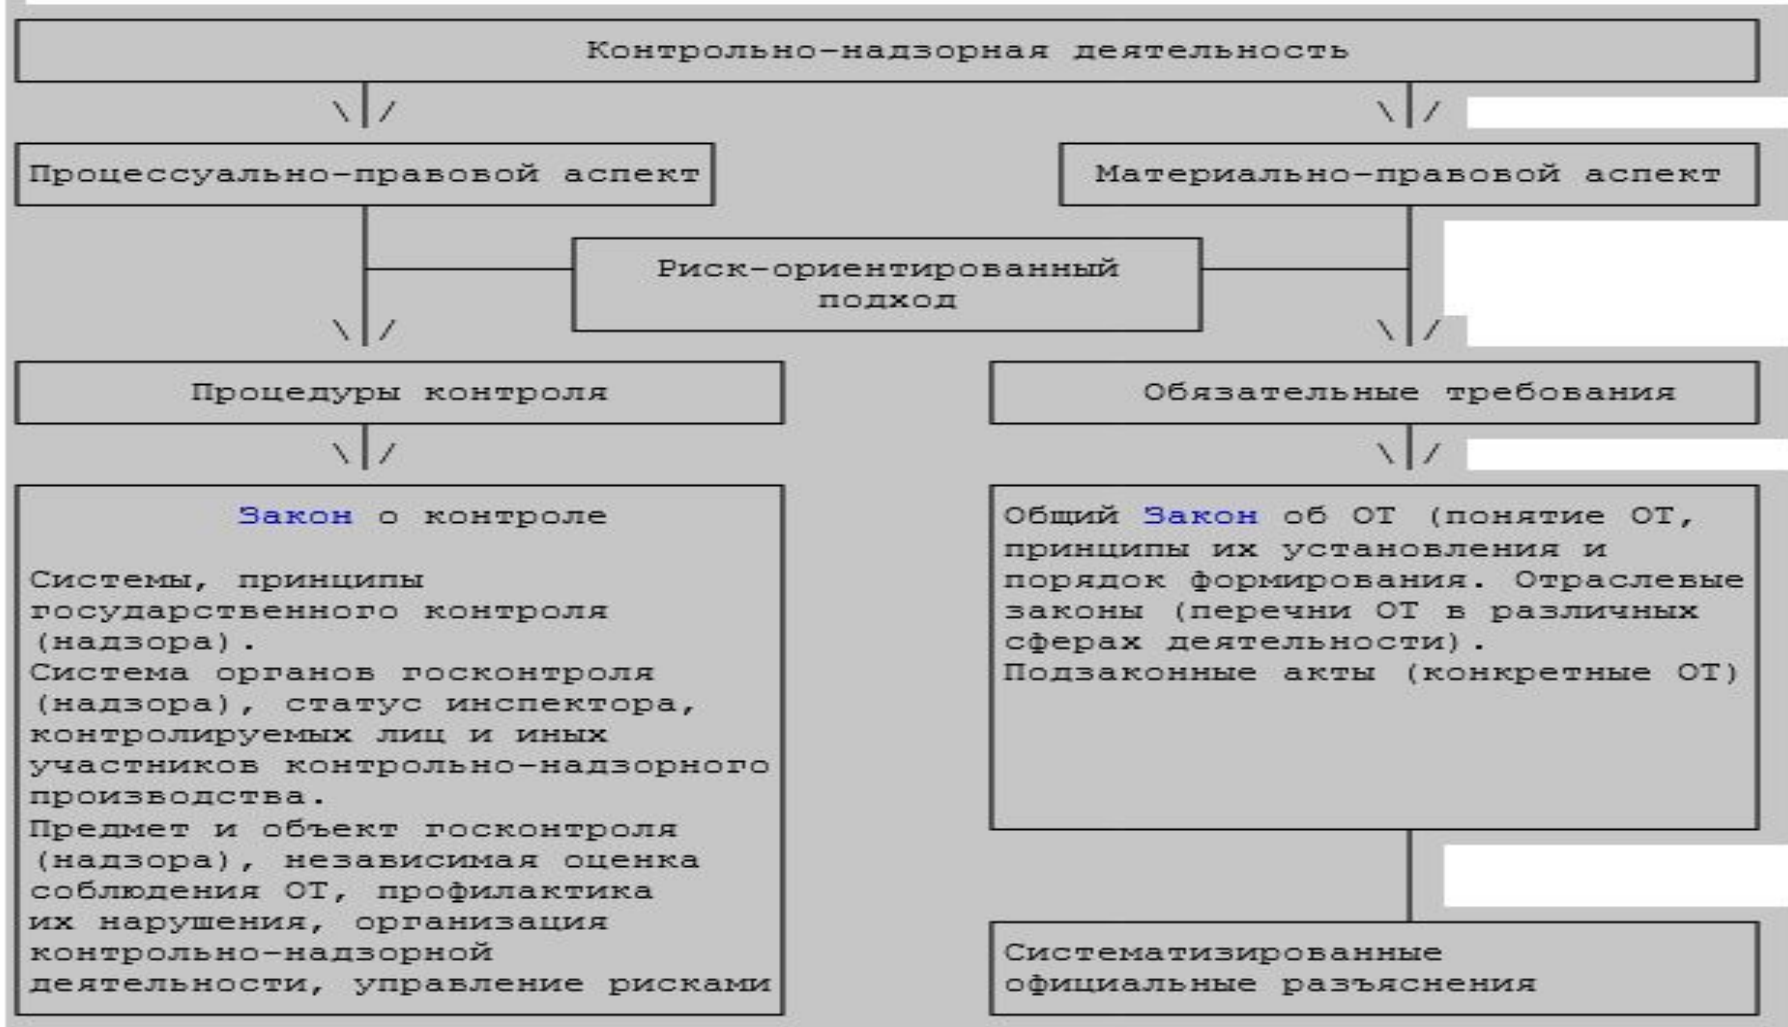 Контрольно-надзорная деятельность
Процессуально-правовой аспект
Материально-правовой аспект
Риск-ориентированный
подход
Процедуры контроля
Обязательные требования
Закон о контроле
Системы, принципы
государственного контроля
(надзора).
Система органов госконтроля
(надзора), статус инспектора,
контролируемых лиц и иных
участников контрольно-надзорного
производства.
Предмет и объект госконтроля
(надзора), независимая оценка
соблюдения ОТ, профилактика
их нарушения, организация
контрольно-надзорной
деятельности, управление рисками
Общий Закон об ОТ (понятие ОТ,
принципы их установления и
порядок формирования. Отраслевые
законы (перечни ОТ в различных
сферах деятельности).
Подзаконные акты (конкретные ОТ)
Систематизированные
официальные разъяснения